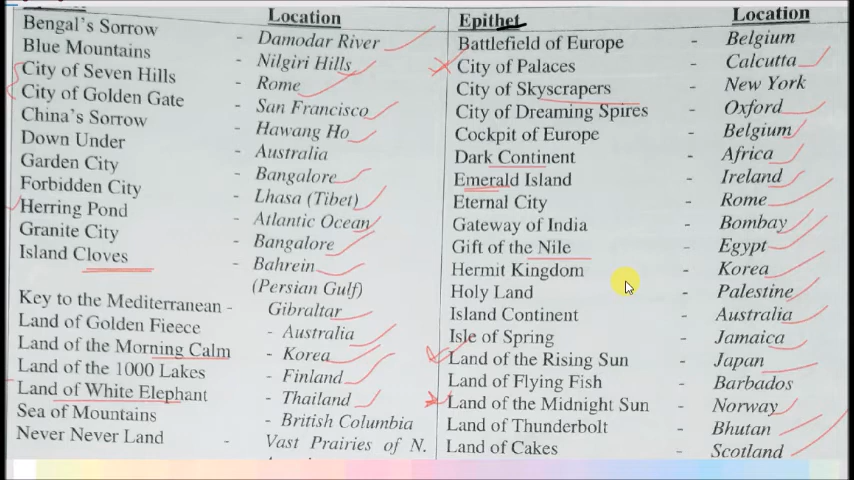 Location
Bengal's Sorrow - Damodar River
Blue Mountains - Nilgiri Hills
City of Seven Hills - Rome
City of Golden Gate - San Francisco
China's Sorrow - Hawang Ho
Down Under - Australia
Garden City - Bangalore
Forbidden City - Lhasa (Tibet)
Herring Pond - Atlantic Ocean
Granite City - Bangalore
Island Cloves - Bahrein
(Persian Gulf)
Key to the Mediterranean - Gibraltar
Land of Golden Fieece - Australia
Land of the Morning Calm - Korea
Land of the 1000 Lakes - Finland
Land of White Elephant - Thailand
Sea of Mountains - British Columbia
Never Never Land - Vast Prairies of N.
Epithet Location
Battlefield of Europe - Belgium
City of Palaces - Calcutta
City of Skyscrapers - New York
City of Dreaming Spires - Oxford
Cockpit of Europe - Belgium
Dark Continent - Africa
Emerald Island - Ireland
Eternal City - Rome
Gateway of India - Bombay
Gift of the Nile - Egypt
Hermit Kingdom - Korea
Holy Land - Palestine
Island Continent - Australia
Isle of Spring - Jamaica
Land of the Rising Sun - Japan
Land of Flying Fish - Barbados
Land of the Midnight Sun - Norway
Land of Thunderbolt - Bhutan
Land of Cakes - Scotland